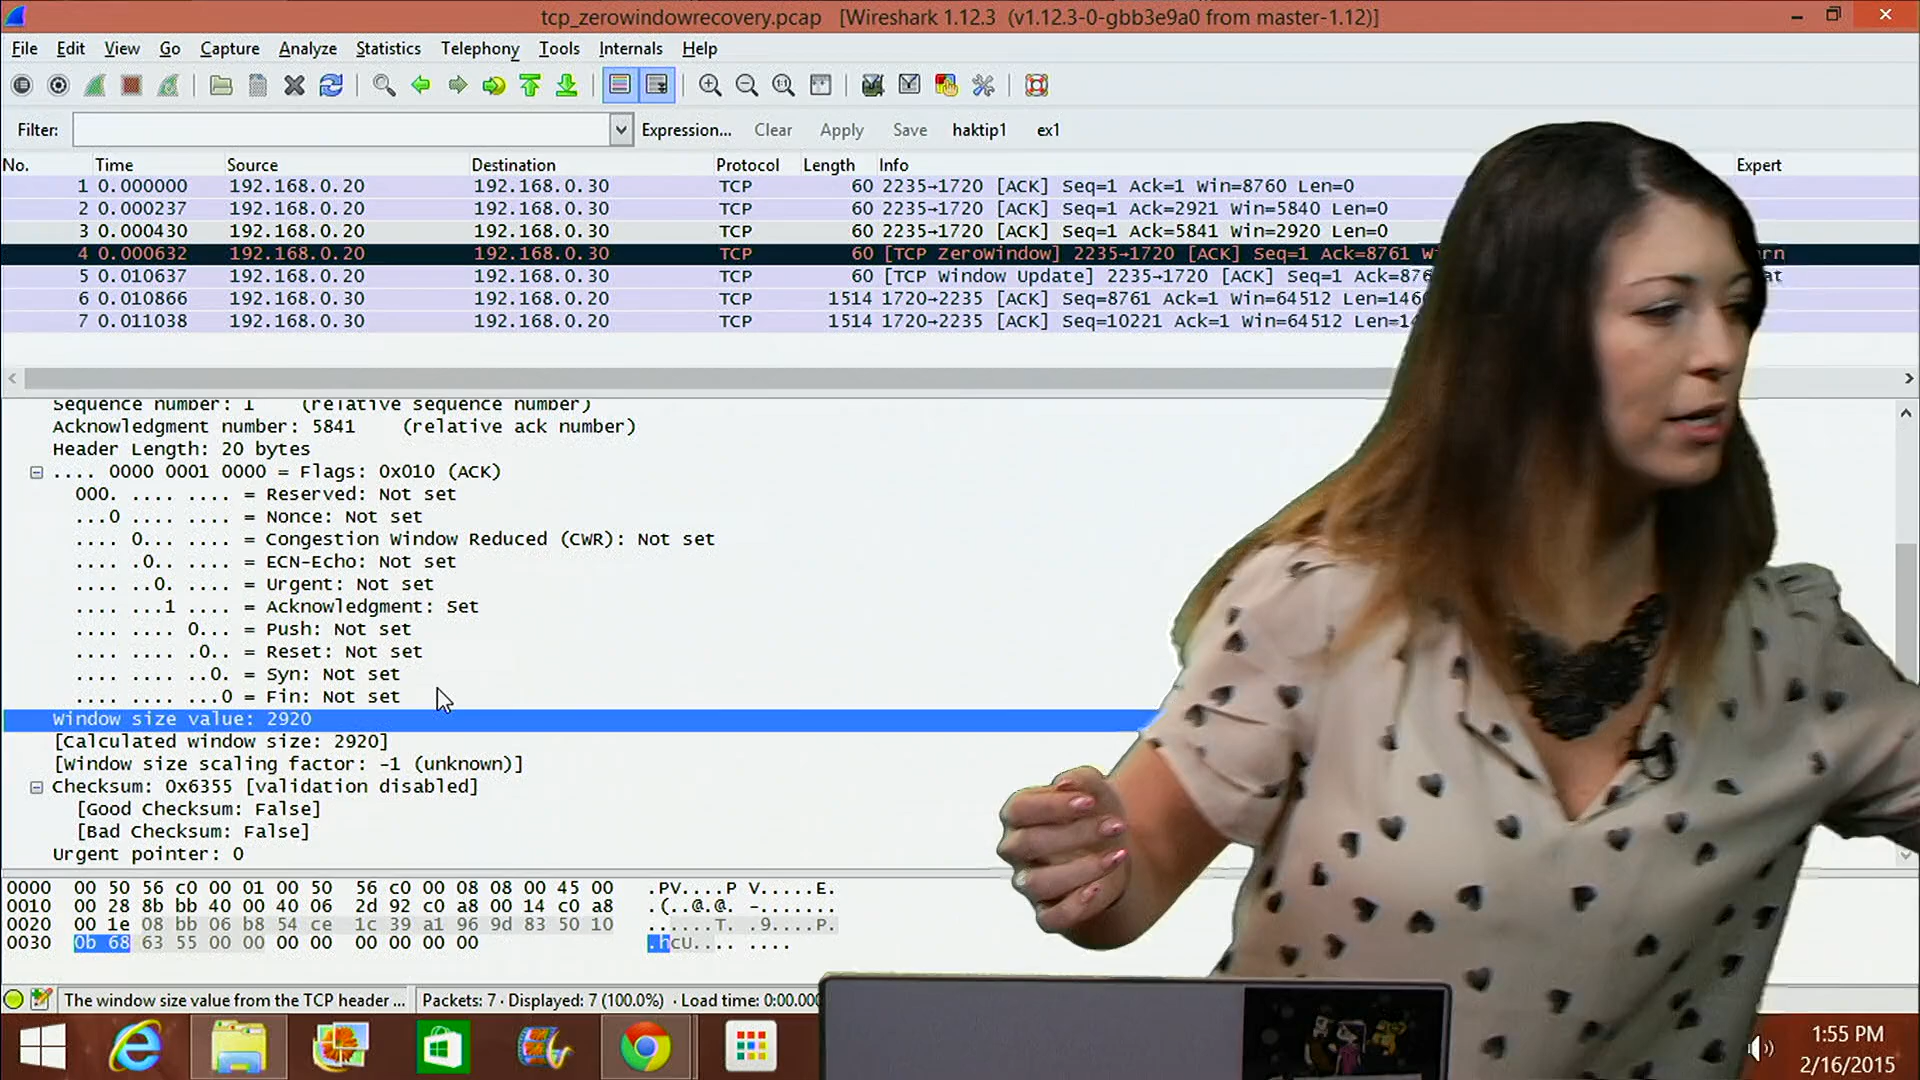 tcp_zerowindowrecovery.pcap [Wireshark 1.12.3 (v1.12.3-0-gbb3e9a0 from master-1.12)]
File Edit View Go Capture Analyze Statistics Telephony Tools Internals Help
Filter: Expression... Clear Apply Save haktip1 ex1
No. Time Source Destination Protocol Length Info Expert
1 0.000000 192.168.0.20 192.168.0.30 TCP 60 2235→1720 [ACK] Seq=1 Ack=1 Win=8760 Len=0
2 0.000237 192.168.0.20 192.168.0.30 TCP 60 2235→1720 [ACK] Seq=1 Ack=2921 Win=5840 Len=0
3 0.000430 192.168.0.20 192.168.0.30 TCP 60 2235→1720 [ACK] Seq=1 Ack=5841 Win=2920 Len=0
4 0.000632 192.168.0.20 192.168.0.30 TCP 60 [TCP ZeroWindow] 2235→1720 [ACK] Seq=1 Ack=8761
5 0.010637 192.168.0.20 192.168.0.30 TCP 60 [TCP Window Update] 2235→1720 [ACK] Seq=1
6 0.010866 192.168.0.30 192.168.0.20 TCP 1514 1720→2235 [ACK] Seq=8761 Ack=1 Win=64512
7 0.011038 192.168.0.30 192.168.0.20 TCP 1514 1720→2235 [ACK] Seq=10221 Ack=1 Win=64512
Sequence number: 1 (relative sequence number)
Acknowledgment number: 5841 (relative ack number)
Header Length: 20 bytes
.... 0000 0001 0000 = Flags: 0x010 (ACK)
000. .... .... = Reserved: Not set
...0 .... .... = Nonce: Not set
.... 0... .... = Congestion Window Reduced (CWR): Not set
.... .0.. .... = ECN-Echo: Not set
.... ..0. .... = Urgent: Not set
.... ...1 .... = Acknowledgment: Set
.... .... 0... = Push: Not set
.... .... .0.. = Reset: Not set
.... .... ..0. = Syn: Not set
.... .... ...0 = Fin: Not set
Window size value: 2920
[Calculated window size: 2920]
[Window size scaling factor: -1 (unknown)]
Checksum: 0x6355 [validation disabled]
[Good Checksum: False]
[Bad Checksum: False]
Urgent pointer: 0
0000 00 50 56 c0 00 01 00 50 56 c0 00 08 08 00 45 00 .PV....P V.....E.
0010 00 28 8b bb 40 00 40 06 2d 92 c0 a8 00 14 c0 a8 .(..@.@. -.......
0020 00 1e 08 bb 06 b8 54 ce 1c 39 a1 96 9d 83 50 10 ......T. .9....P.
0030 0b 68 63 55 00 00 00 00 00 00 00 00 .hcU.... ....
The window size value from the TCP header ... Packets: 7 · Displayed: 7 (100.0%) · Load time: 0:00.000
1:55 PM
2/16/2015